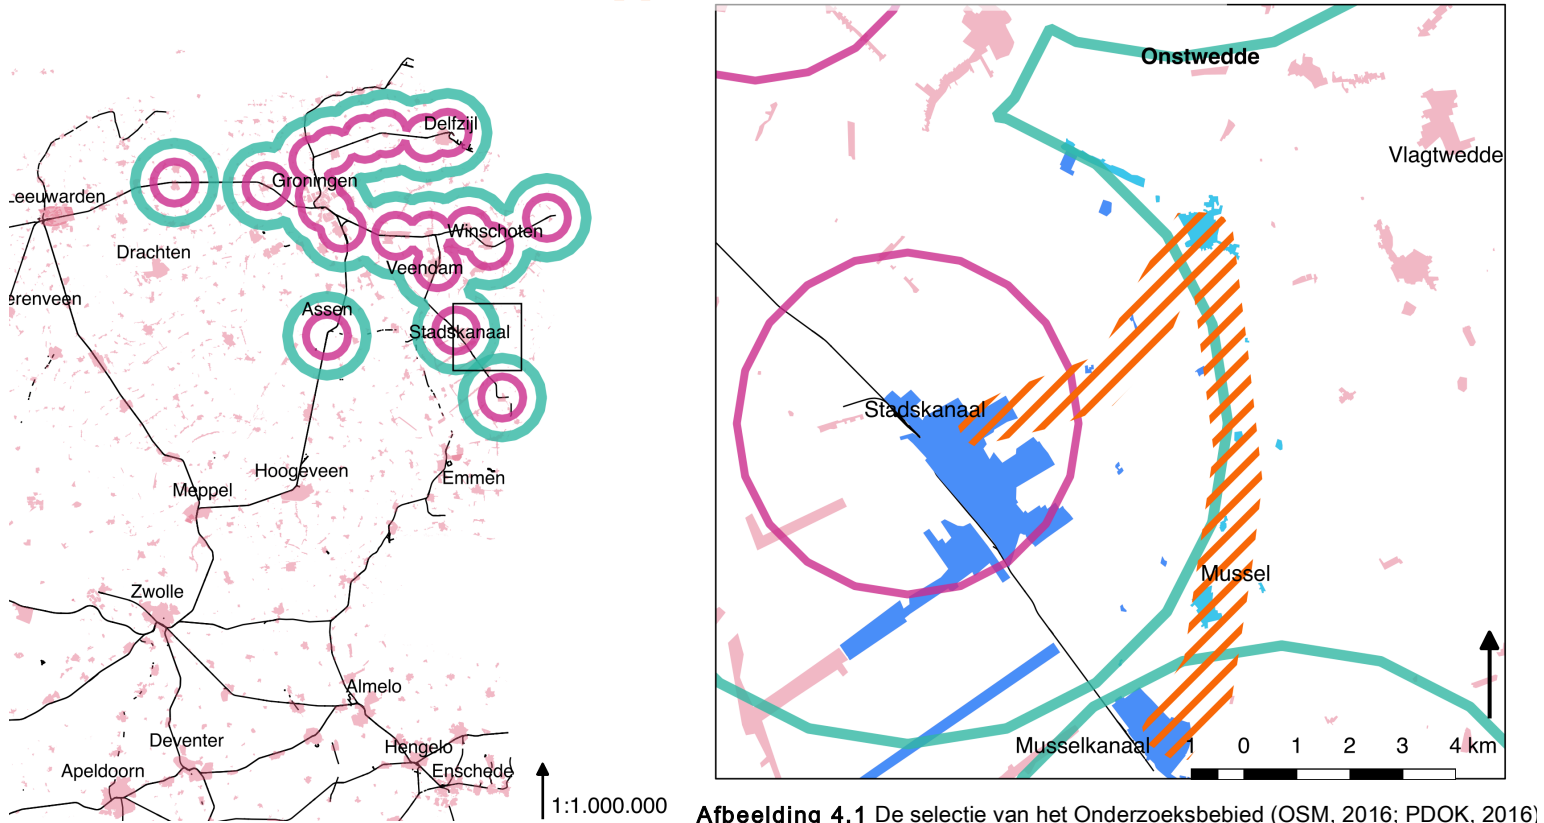 Delfzijl
Groningen
eeuwarden
Winschoten
Drachten
Veendam
erenveen
Assen
Stadskanaal
Hoogeveen
Emmen
Meppel
Zwolle
Almelo
Deventer
Hengelo
Apeldoorn
Enschede
1:1.000.000
Onstwedde
Vlagtwedde
Stadskanaal
Mussel
Musselkanaal
1 0 1 2 3 4 km
Afbeelding 4.1 De selectie van het Onderzoeksbebied (OSM, 2016; PDOK, 2016)